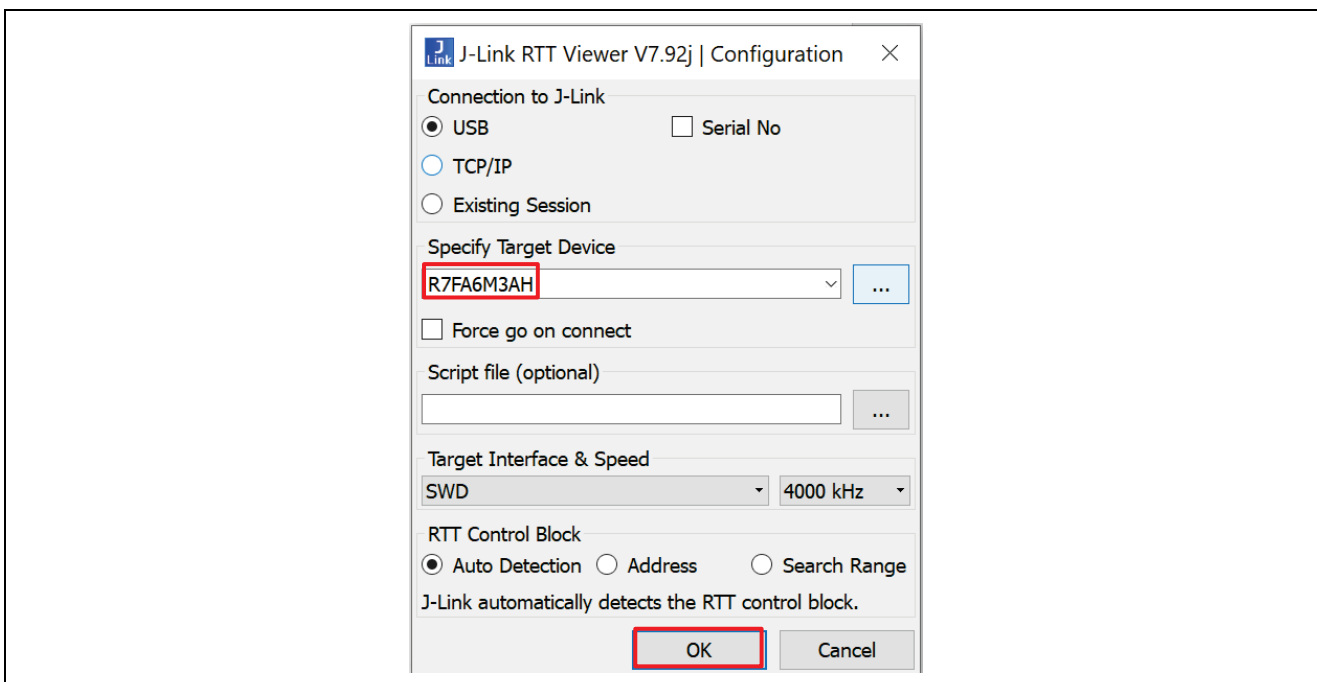 J Link J-Link RTT Viewer V7.92j | Configuration
Connection to J-Link
USB Serial No
TCP/IP
Existing Session
Specify Target Device
R7FA6M3AH ...
Force go on connect
Script file (optional)
...
Target Interface & Speed
SWD 4000 kHz
RTT Control Block
Auto Detection Address Search Range
J-Link automatically detects the RTT control block.
OK Cancel